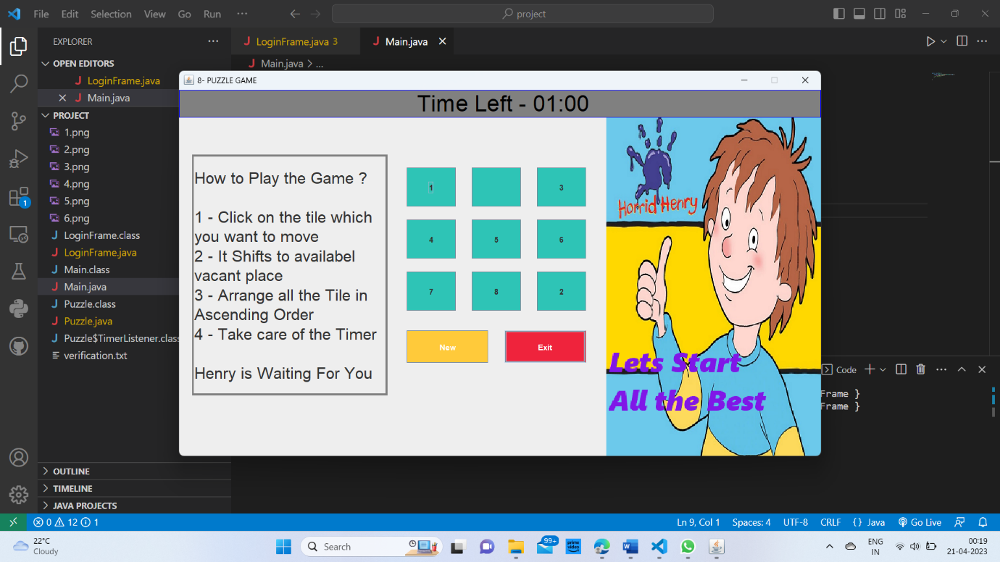 File Edit Selection View Go Run ···
project
EXPLORER
OPEN EDITORS
LoginFrame.java
Main.java
PROJECT
1.png
2.png
3.png
4.png
5.png
6.png
LoginFrame.class
LoginFrame.java
Main.class
Main.java
Puzzle.class
Puzzle.java
Puzzle$TimerListener.class
verification.txt
OUTLINE
TIMELINE
JAVA PROJECTS
LoginFrame.java 3
Main.java
Main.java > ...
8- PUZZLE GAME
Time Left - 01:00
How to Play the Game ?
1 - Click on the tile which
you want to move
2 - It Shifts to availabel
vacant place
3 - Arrange all the Tile in
Ascending Order
4 - Take care of the Timer
Henry is Waiting For You
1 3
4 5 6
7 8 2
New Exit
Horrid Henry
Lets Start
All the Best
Code
Frame }
Frame }
1
0 12 1
Ln 9, Col 1 Spaces: 4 UTF-8 CRLF {} Java Go Live
22°C
Cloudy
Search
99+
prime video
ENG
IN
00:19
21-04-2023